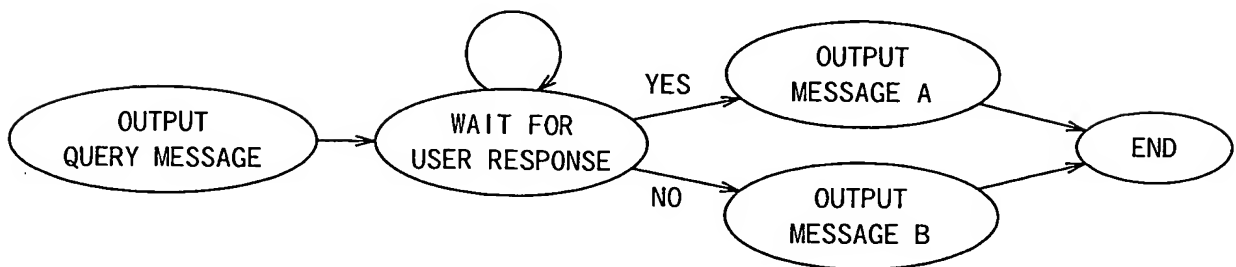 OUTPUT
QUERY MESSAGE
WAIT FOR
USER RESPONSE
YES
OUTPUT
MESSAGE A
NO
OUTPUT
MESSAGE B
END